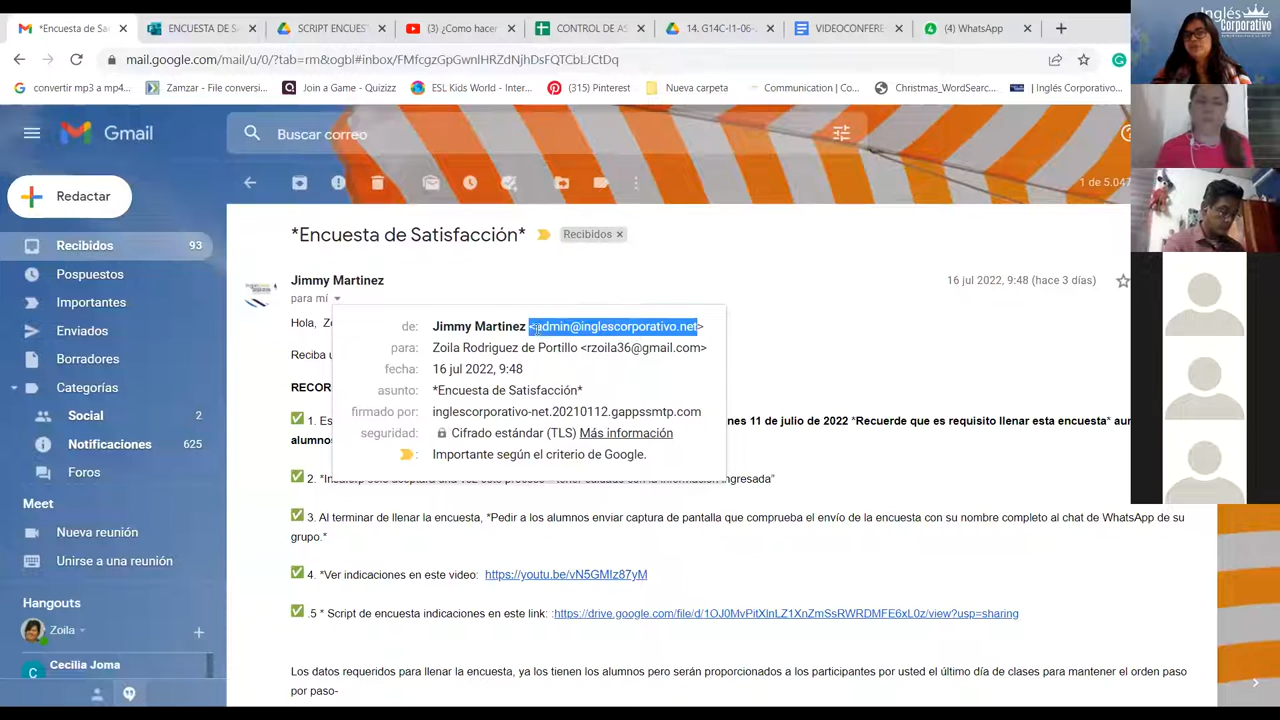 *Encuesta de Sa
ENCUESTA DE S
SCRIPT ENCUES
(3) ¿Como hace
CONTROL DE AS
14. G14C-I1-06-
VIDEOCONFERE
(4) WhatsApp
Inglés
Corporativo
mail.google.com/mail/u/0/?tab=rm&ogbl#inbox/FMfcgzGpGwnlHRZdNjhDsFQTCbLJCtDq
convertir mp3 a mp4...
Zamzar - File conversi...
Join a Game - Quizizz
ESL Kids World - Inter...
(315) Pinterest
Nueva carpeta
Communication | Co...
Christmas_WordSearc...
| Inglés Corporativo...
Gmail
Buscar correo
Redactar
1 de 5.047
Recibidos 93
Pospuestos
Importantes
Enviados
Borradores
Categorías
Social 2
Notificaciones 625
Foros
Meet
Nueva reunión
Unirse a una reunión
Hangouts
Zoila
Cecilia Joma
C
*Encuesta de Satisfacción*
Recibidos
Jimmy Martinez
16 jul 2022, 9:48 (hace 3 días)
para mí
de: Jimmy Martinez <admin@inglescorporativo.net>
para: Zoila Rodriguez de Portillo <rzoila36@gmail.com>
fecha: 16 jul 2022, 9:48
asunto: *Encuesta de Satisfacción*
firmado por: inglescorporativo-net.20210112.gappssmtp.com
seguridad: Cifrado estándar (TLS) Más información
: Importante según el criterio de Google.
Hola, Z
Reciba u
RECOR
1. Es nes 11 de julio de 2022 *Recuerde que es requisito llenar esta encuesta* aun
alumnos
2. ingresada"
3. Al terminar de llenar la encuesta, *Pedir a los alumnos enviar captura de pantalla que comprueba el envío de la encuesta con su nombre completo al chat de WhatsApp de su
grupo.*
4. *Ver indicaciones en este video: https://youtu.be/vN5GMIz87yM
.5 * Script de encuesta indicaciones en este link: :https://drive.google.com/file/d/1OJ0MvPitXlnLZ1XnZmSsRWRDMFE6xL0z/view?usp=sharing
Los datos requeridos para llenar la encuesta, ya los tienen los alumnos pero serán proporcionados a los participantes por usted el último día de clases para mantener el orden paso
por paso-